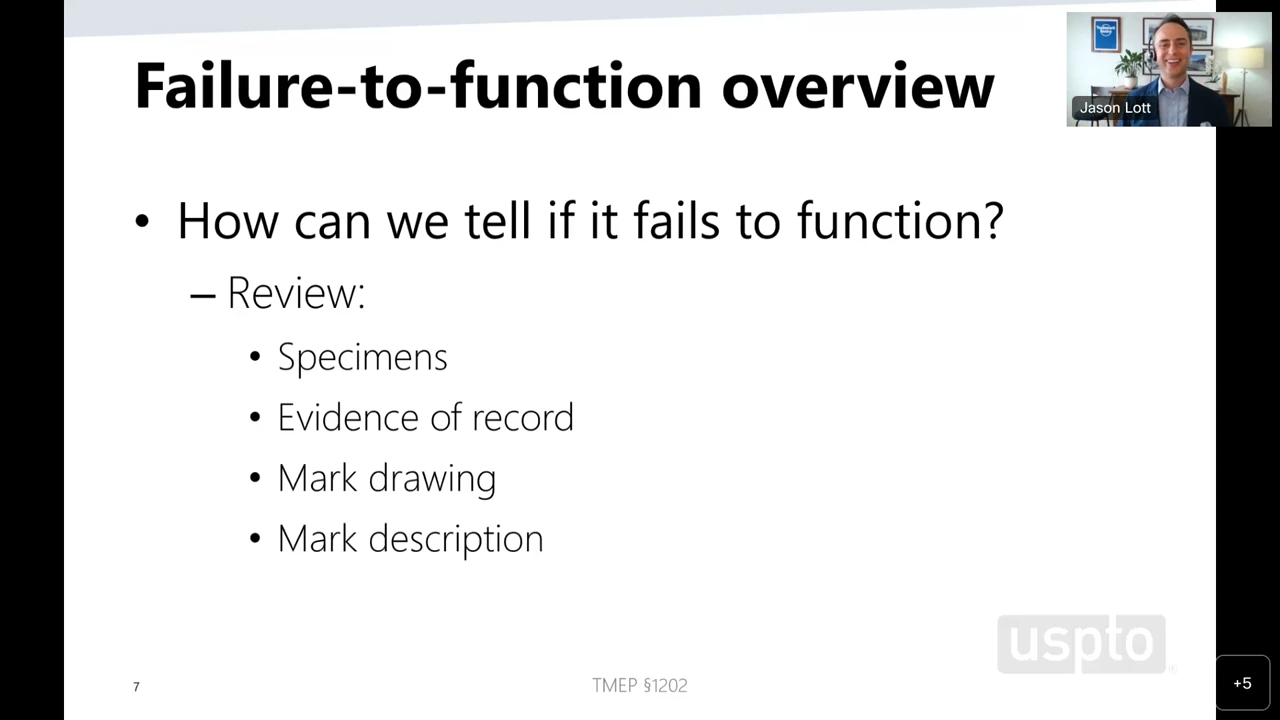 Failure-to-function overview
Jason Lott
• How can we tell if it fails to function?
– Review:
• Specimens
• Evidence of record
• Mark drawing
• Mark description
uspto
7
TMEP §1202
+5